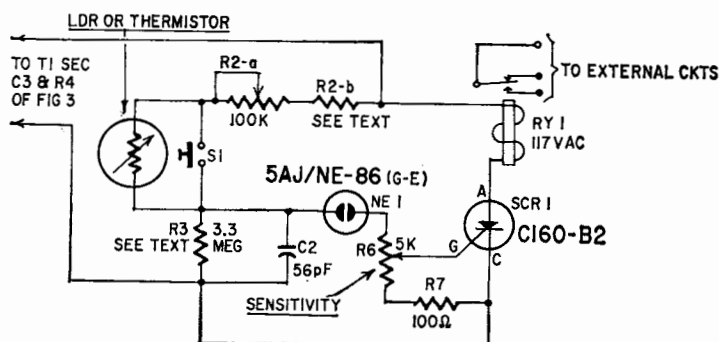 LDR OR THERMISTOR
TO T1 SEC
C3 & R4
OF FIG 3
R2-a
100K
R2-b
SEE TEXT
TO EXTERNAL CKTS
RY 1
117VAC
S1
5AJ/NE-86 (G-E)
NE 1
A
SCR 1
C160-B2
G
C
R3
3.3
MEG
SEE TEXT
C2
56pF
R6
5K
SENSITIVITY
R7
100Ω